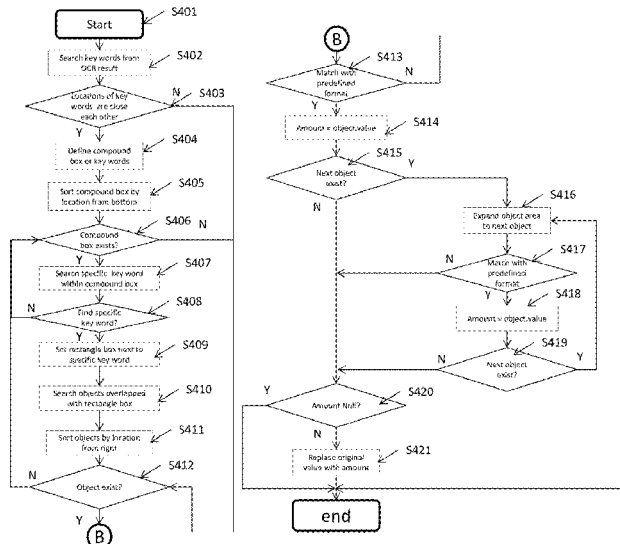 Start
S401
Search key words from
OCR result
S402
Locations of key
words are close
each other
S403
N
Y
Define compound
box or key words
S404
Sort compound box by
location from bottom
S405
Compound
box exists?
S406
N
Y
Search specific key word
within compound box
S407
Find specific
key word?
S408
N
Y
Set rectangle box next to
specific key word
S409
Search objects overlapped
with rectangle box
S410
Sort objects by location
from right
S411
Object exist?
S412
N
Y
B
B
Match with
predefined
format
S413
N
Y
Amount = object.value
S414
Next object
exist?
S415
Y
N
Expand object area
to next object
S416
Match with
predefined
format
S417
N
Y
Amount = object.value
S418
Next object
exist?
S419
N
Y
Amount Null?
S420
Y
N
Replace original
value with amount
S421
end